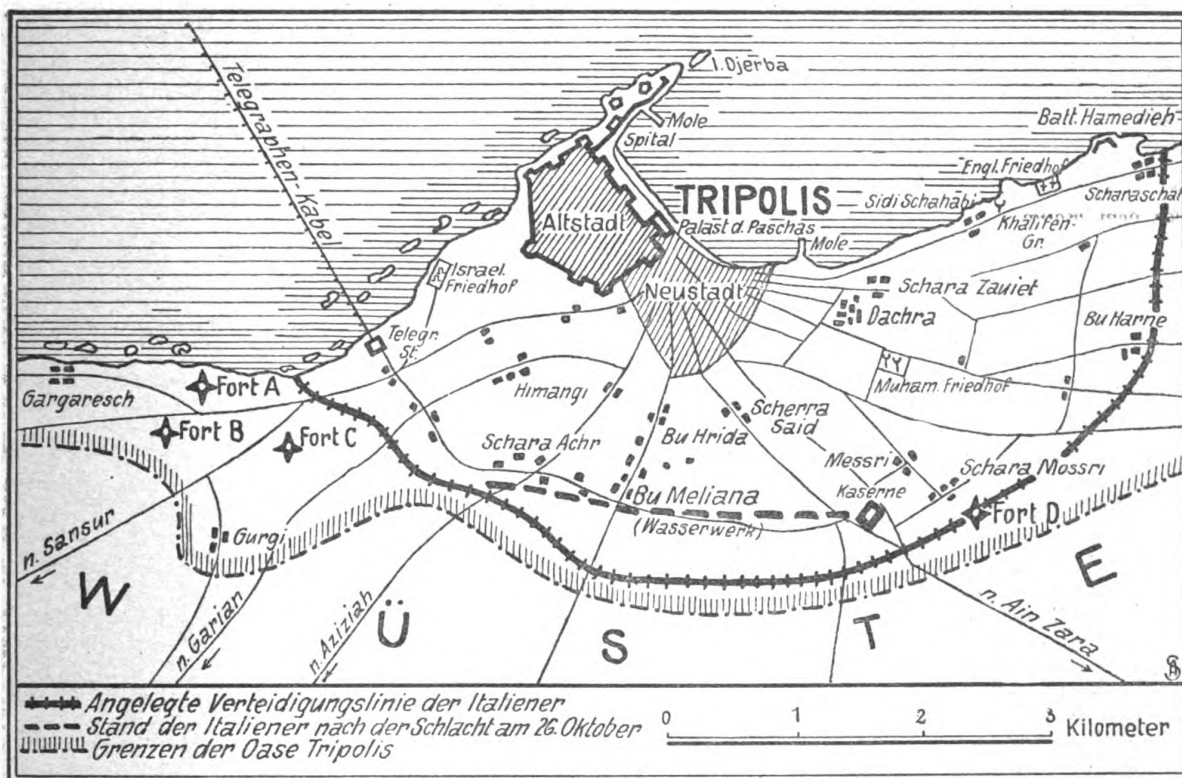 I. Djerba
Mole
Spital
Batt. Hamedieh
Engl. Friedhof
Telegraphen-Kabel
TRIPOLIS
Palast d. Paschas
Sidi Schahabi
Scharaschat
Khalifen-
Gr.
Altstadt
Mole
Israel.
Friedhof
Neustadt
Schara Zauiet
Dachra
Bu Harne
Telegr.
St.
Muham. Friedhof
Gargaresch
Fort A
Himangi
Fort B
Fort C
Scherra
Said
Bu Hrida
Schara Achr
Messri
Schara Mossri
Kaserne
Bu Meliana
(Wasserwerk)
Fort D
Gurgi
n. Sansur
n. Garian
n. Aziziah
n. Ain Zara
W Ü S T E
Angelegte Verteidigungslinie der Italiener
Stand der Italiener nach der Schlacht am 26. Oktober
Grenzen der Oase Tripolis
0 1 2 3 Kilometer